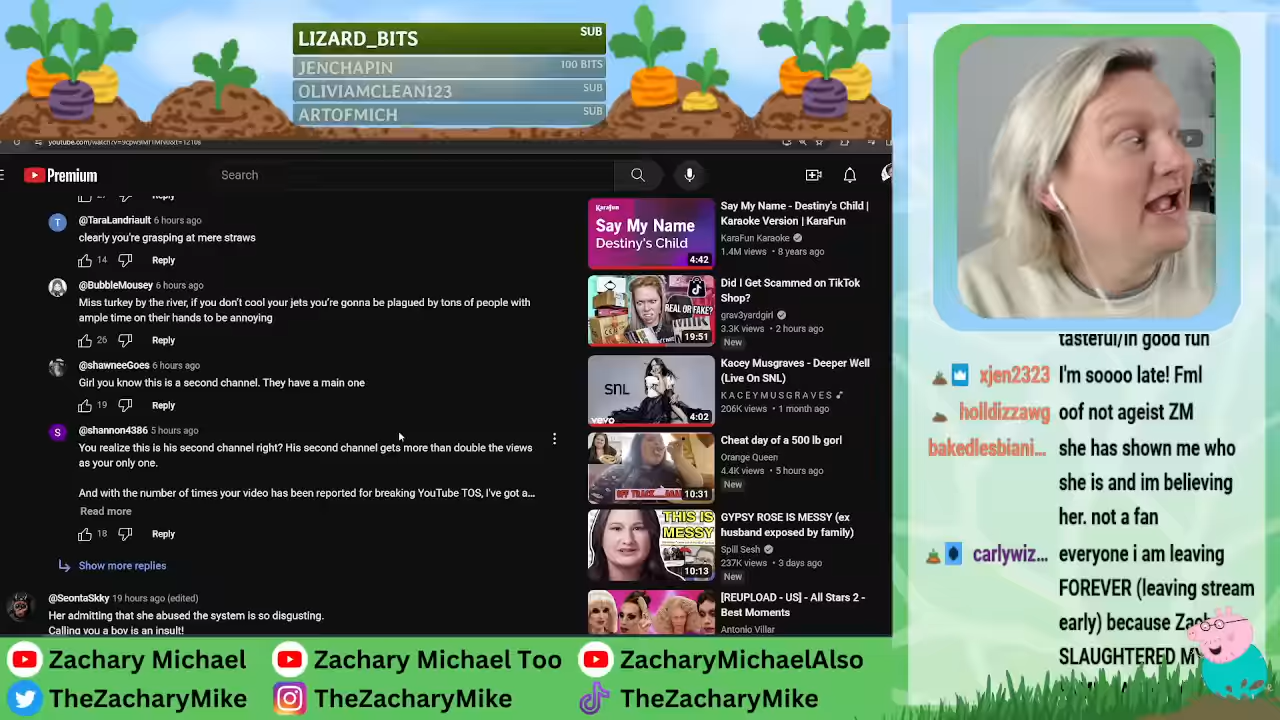 LIZARD_BITS
SUB
JENCHAPIN
100 BITS
OLIVIAMCLEAN123
SUB
ARTOFMICH
SUB
Premium
Search
Reply
@TaraLandriault 6 hours ago
clearly you're grasping at mere straws
14
Reply
@BubbleMousey 6 hours ago
Miss turkey by the river, if you don't cool your jets you're gonna be plagued by tons of people with
ample time on their hands to be annoying
26
Reply
@shawneeGoes 6 hours ago
Girl you know this is a second channel. They have a main one
19
Reply
S
@shannon4386 5 hours ago
You realize this is his second channel right? His second channel gets more than double the views
as your only one.
And with the number of times your video has been reported for breaking YouTube TOS, I've got a...
Read more
18
Reply
Show more replies
@SeontaSkky 19 hours ago (edited)
Her admitting that she abused the system is so disgusting.
Calling you a boy is an insult!
T
KaraFun
Say My Name
Destiny's Child
4:42
Say My Name - Destiny's Child |
Karaoke Version | KaraFun
KaraFun Karaoke
1.4M views • 8 years ago
REAL OR FAKE?
19:51
Did I Get Scammed on TikTok
Shop?
grav3yardgirl
3.3K views • 2 hours ago
New
SNL
vevo
4:02
Kacey Musgraves - Deeper Well
(Live On SNL)
K A C E Y M U S G R A V E S
206K views • 1 month ago
OFF TRACK...
10:31
Cheat day of a 500 lb gorl
Orange Queen
4.4K views • 5 hours ago
New
THIS IS
MESSY
10:13
GYPSY ROSE IS MESSY (ex
husband exposed by family)
Spill Sesh
237K views • 3 days ago
New
[REUPLOAD - US] - All Stars 2 -
Best Moments
Antonio Villar
tasteful/in good fun
xjen2323 I'm soooo late! Fml
holldizzawg oof not ageist ZM
bakedlesbiani... she has shown me who
she is and im believing
her. not a fan
carlywiz... everyone i am leaving
FOREVER (leaving stream
early) because Zach
SLAUGHTERED
Zachary Michael
Zachary Michael Too
ZacharyMichaelAlso
TheZacharyMike
TheZacharyMike
TheZacharyMike